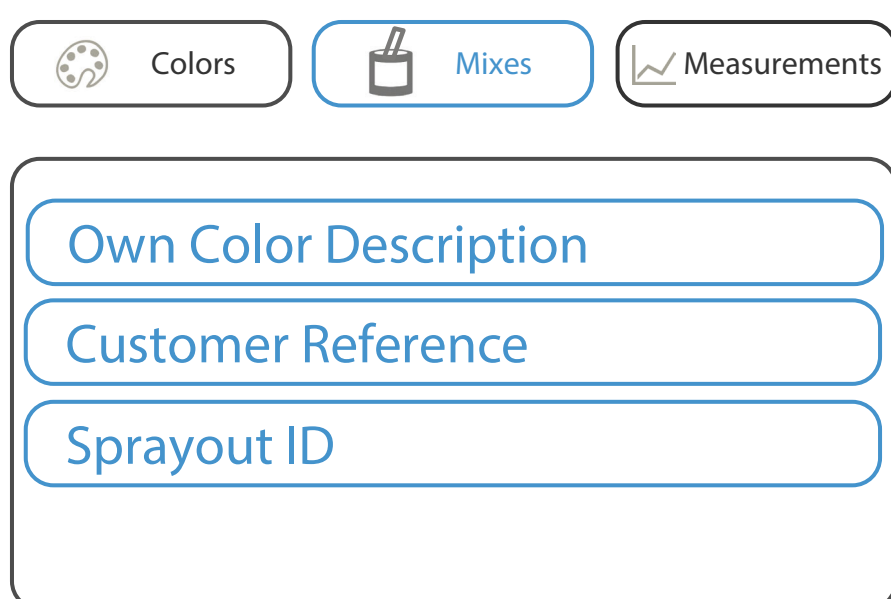 Colors
Mixes
Measurements
Own Color Description
Customer Reference
Sprayout ID